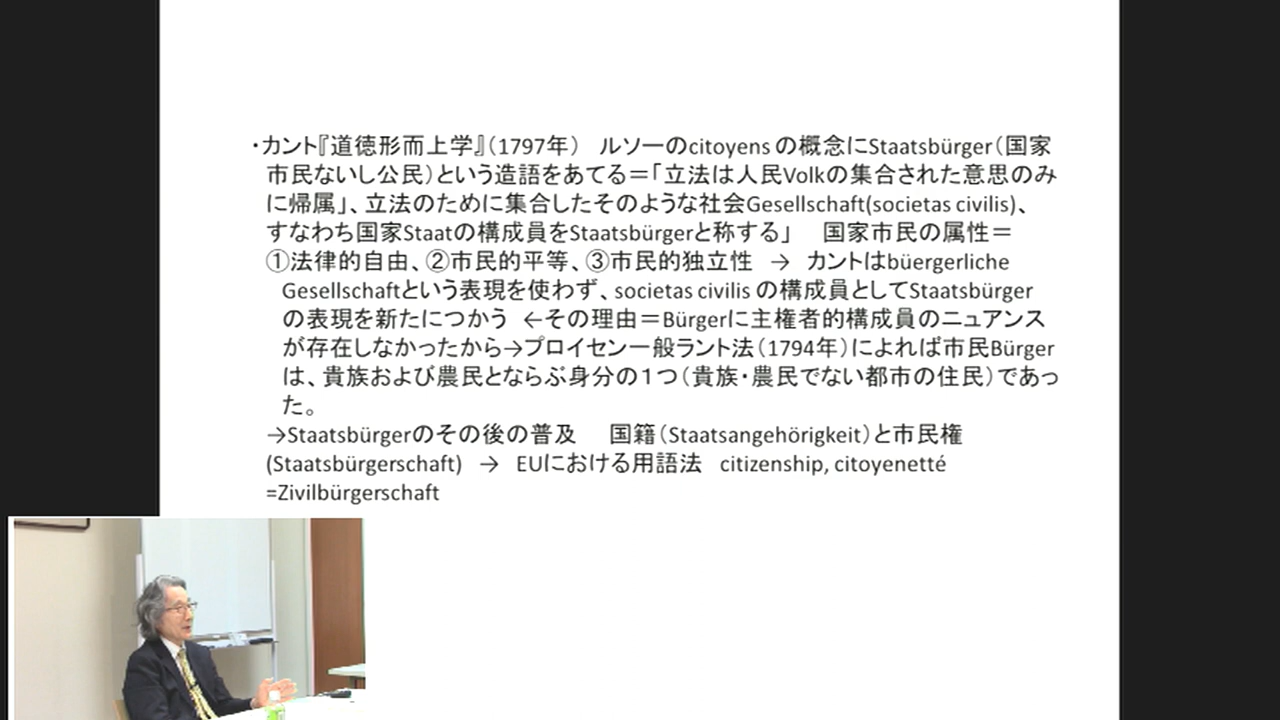 ・カント『道徳形而上学』（1797年）　ルソーのcitoyens の概念にStaatsbürger（国家
市民ないし公民）という造語をあてる＝「立法は人民Volkの集合された意思のみ
に帰属」、立法のために集合したそのような社会Gesellschaft(societas civilis)、
すなわち国家Staatの構成員をStaatsbürgerと称する」　国家市民の属性＝
①法律的自由、②市民的平等、③市民的独立性　→　カントはbüergerliche
Gesellschaftという表現を使わず、societas civilis の構成員としてStaatsbürger
の表現を新たにつかう　←その理由＝Bürgerに主権者的構成員のニュアンス
が存在しなかったから→プロイセン一般ラント法（1794年）によれば市民Bürger
は、貴族および農民とならぶ身分の１つ（貴族・農民でない都市の住民）であっ
た。
→Staatsbürgerのその後の普及　　国籍（Staatsangehörigkeit）と市民権
(Staatsbürgerschaft)　→　EUにおける用語法　citizenship, citoyenetté
=Zivilbürgerschaft